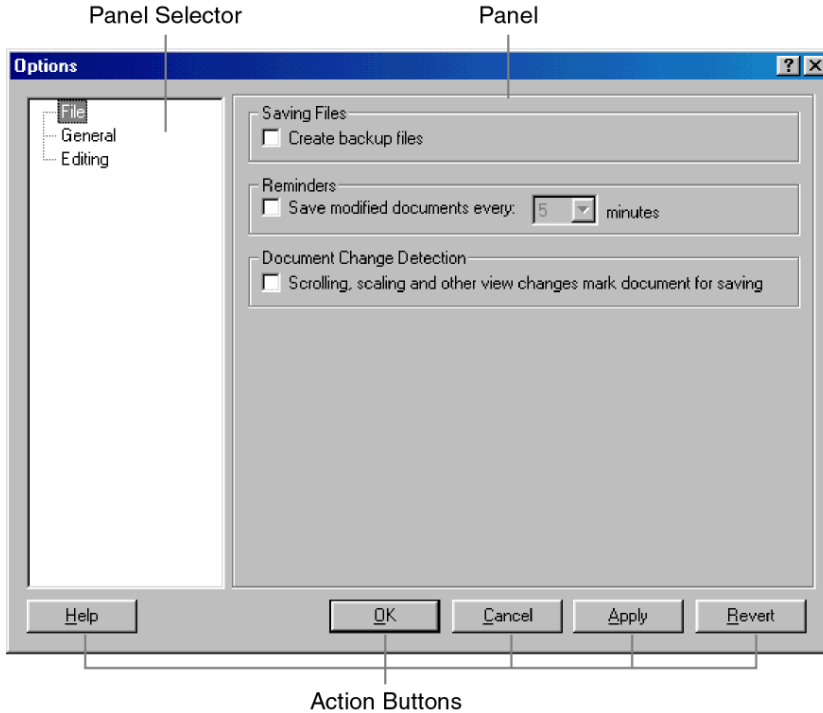 Panel Selector
Panel
Options
File
General
Editing
Saving Files
Create backup files
Reminders
Save modified documents every: 5 minutes
Document Change Detection
Scrolling, scaling and other view changes mark document for saving
Help
OK
Cancel
Apply
Revert
Action Buttons